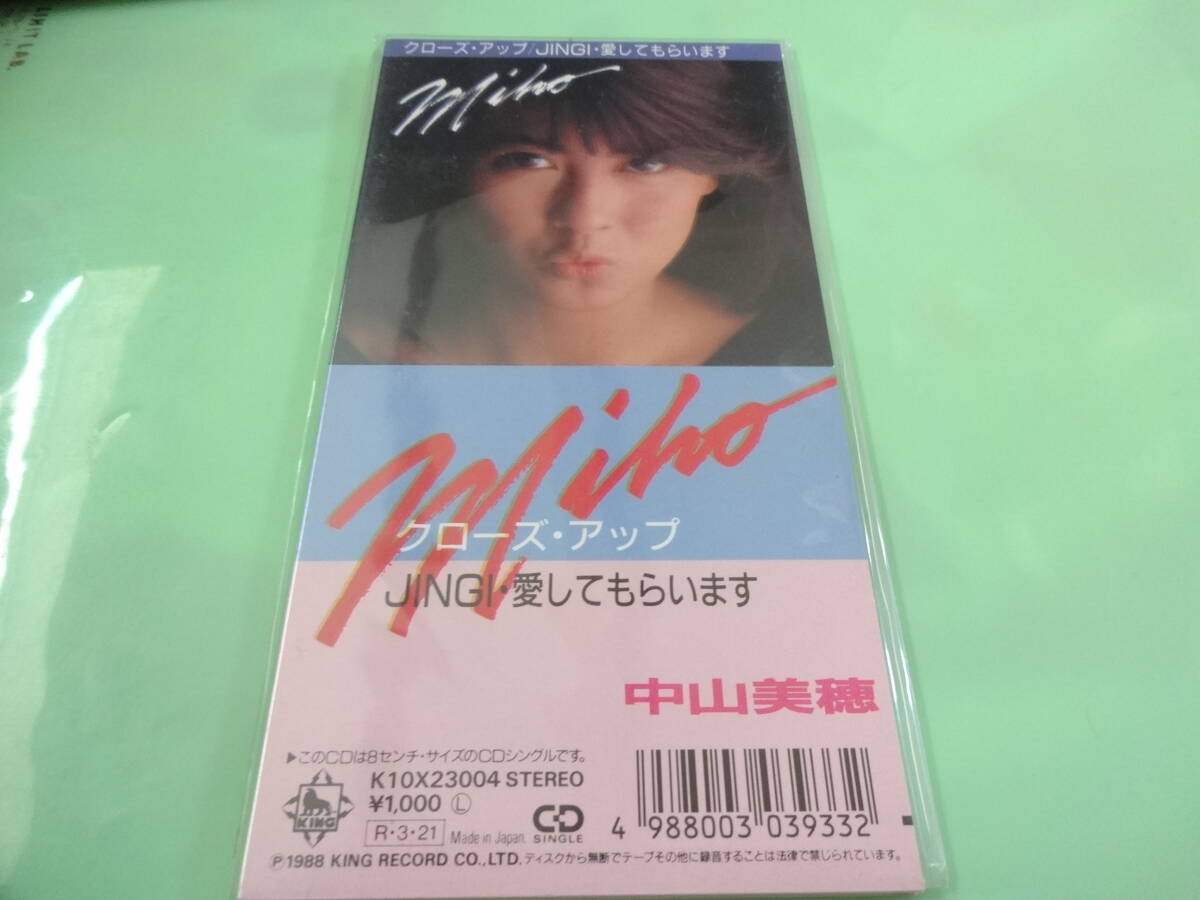 LIMIT LAB.
クローズ・アップ/JINGI・愛してもらいます
Miho
Miho
クローズ・アップ
JINGI・愛してもらいます
中山美穂
▶このCDは8センチ・サイズのCDシングルです。
KING
K10X23004 STEREO
¥1,000 Ⓛ
R・3・21 Made in Japan.
CD
SINGLE
4 988003 039332
Ⓟ1988 KING RECORD CO.,LTD. ディスクから無断でテープその他に録音することは法律で禁じられています。